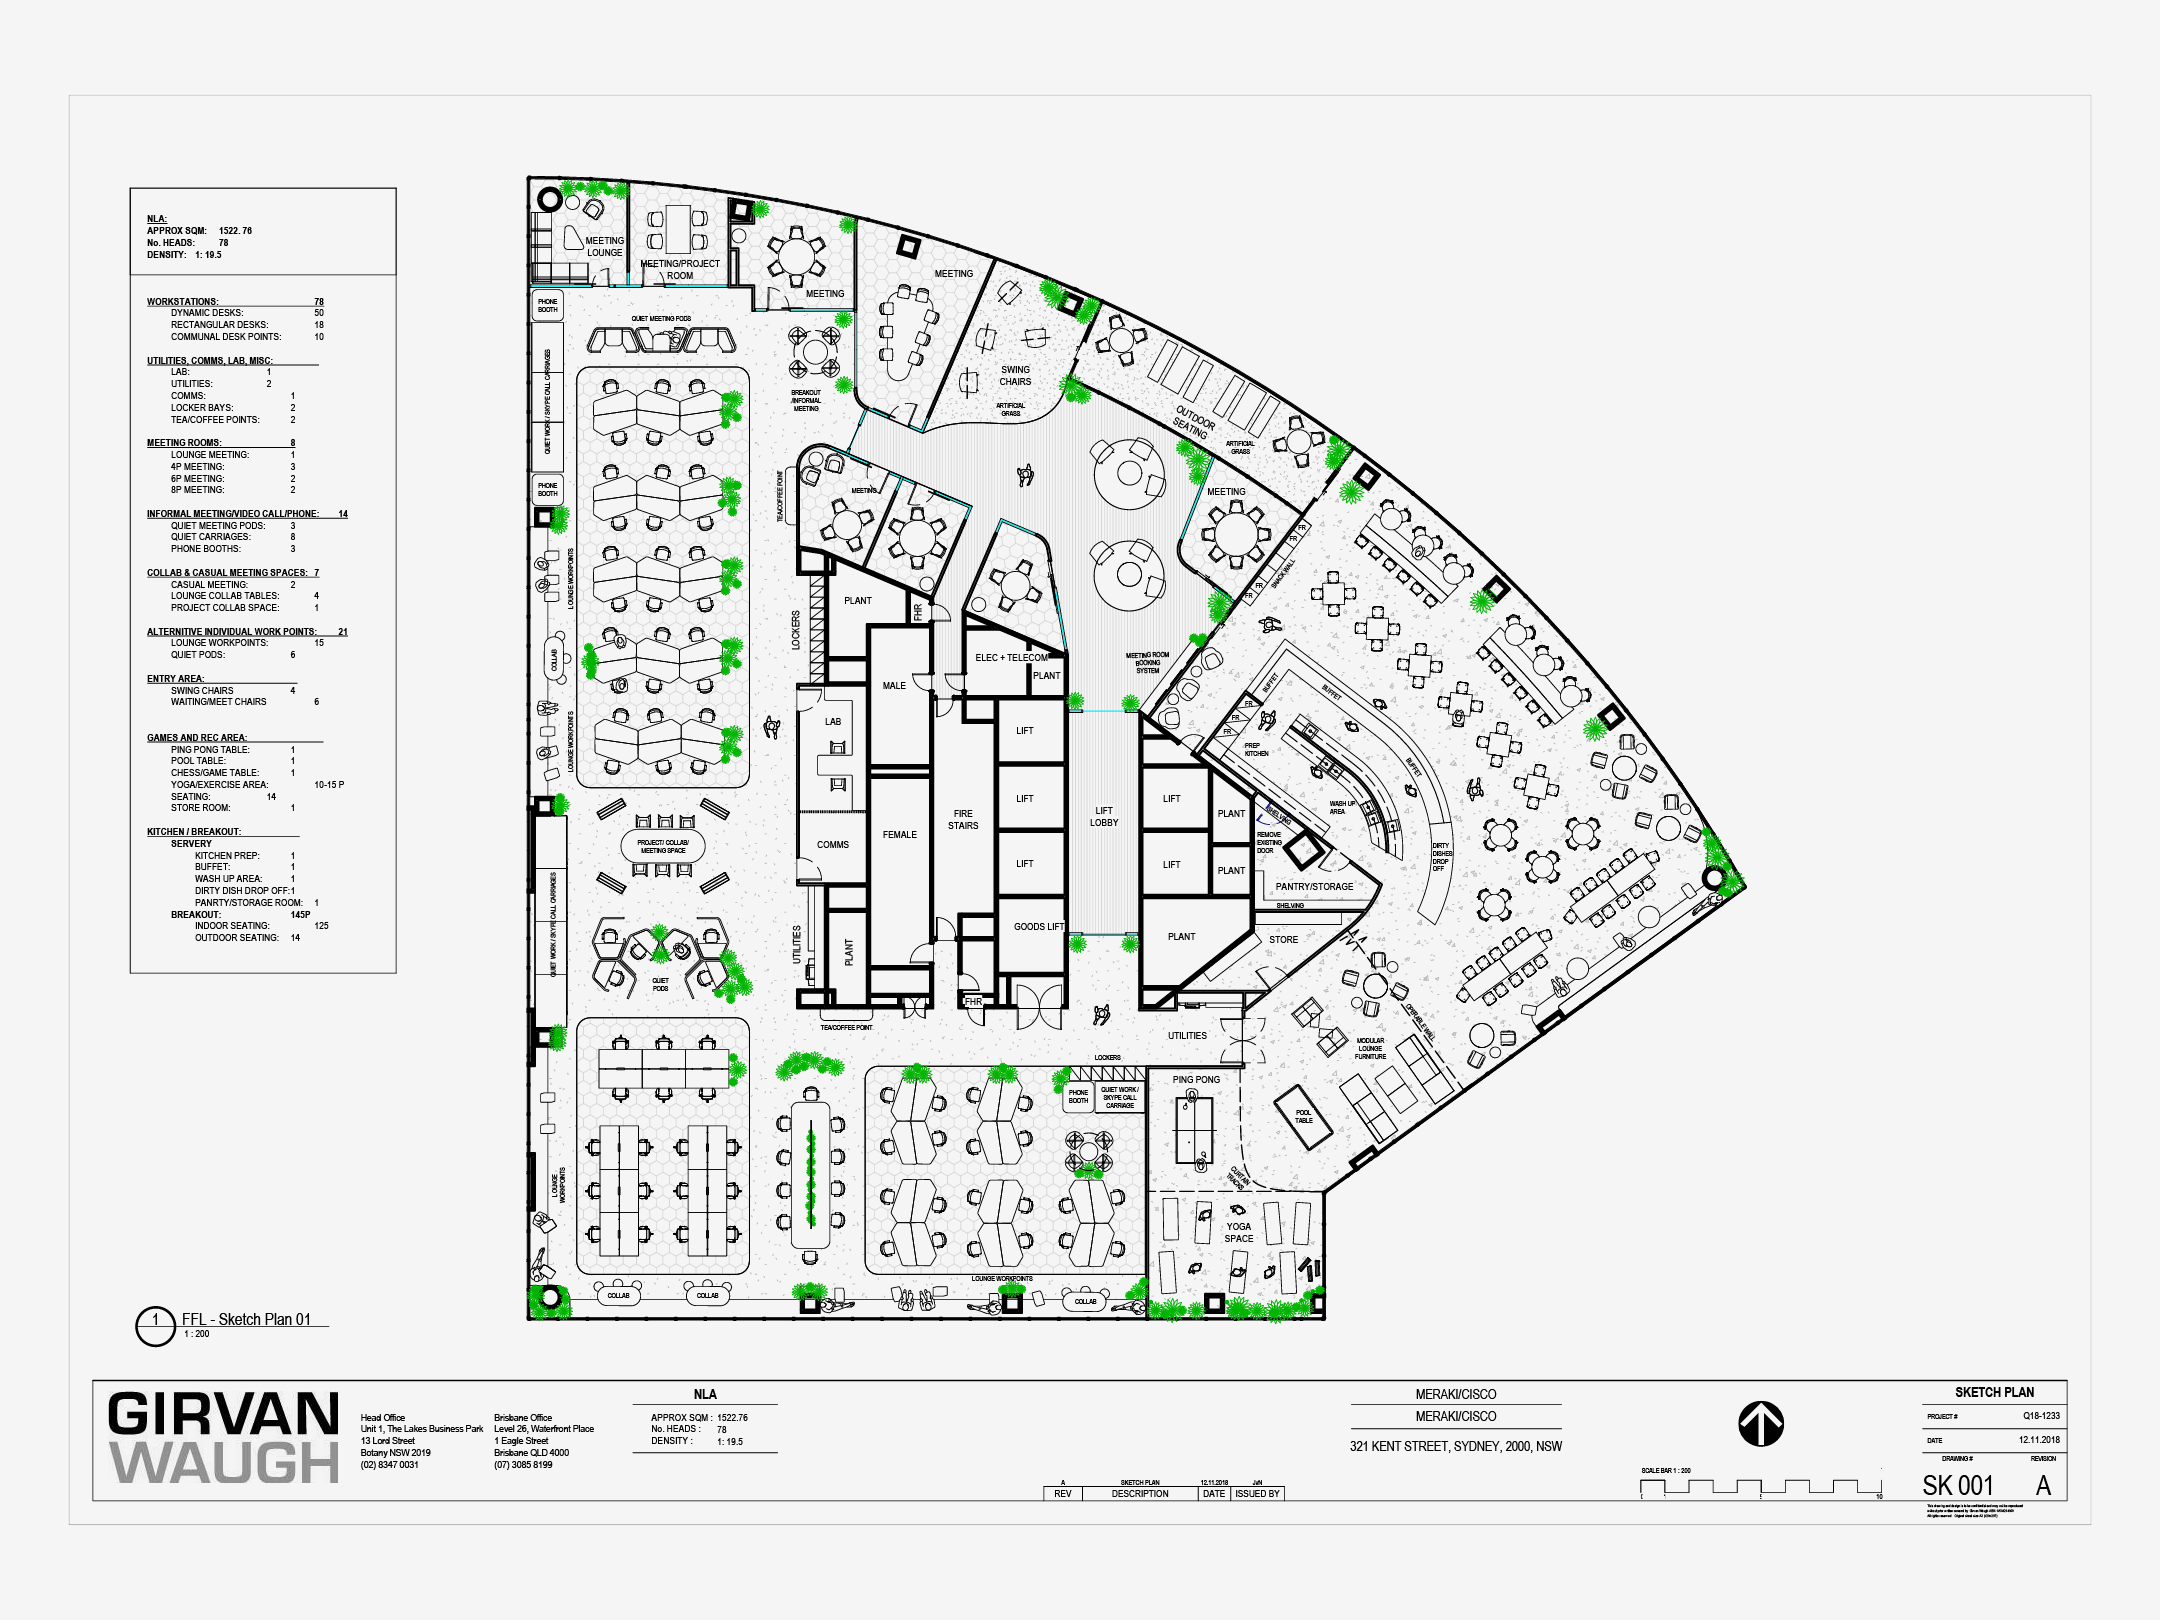 NLA:
APPROX SQM: 1522. 76
No. HEADS: 78
DENSITY: 1: 19.5
WORKSTATIONS: 78
DYNAMIC DESKS: 50
RECTANGULAR DESKS: 18
COMMUNAL DESK POINTS: 10
UTILITIES, COMMS, LAB, MISC:
LAB: 1
UTILITIES: 2
COMMS: 1
LOCKER BAYS: 2
TEA/COFFEE POINTS: 2
MEETING ROOMS: 8
LOUNGE MEETING: 1
4P MEETING: 3
6P MEETING: 2
8P MEETING: 2
INFORMAL MEETING/VIDEO CALL/PHONE: 14
QUIET MEETING PODS: 3
QUIET CARRIAGES: 8
PHONE BOOTHS: 3
COLLAB & CASUAL MEETING SPACES: 7
CASUAL MEETING: 2
LOUNGE COLLAB TABLES: 4
PROJECT COLLAB SPACE: 1
ALTERNITIVE INDIVIDUAL WORK POINTS: 21
LOUNGE WORKPOINTS: 15
QUIET PODS: 6
ENTRY AREA:
SWING CHAIRS 4
WAITING/MEET CHAIRS 6
GAMES AND REC AREA:
PING PONG TABLE: 1
POOL TABLE: 1
CHESS/GAME TABLE: 1
YOGA/EXERCISE AREA: 10-15 P
SEATING: 14
STORE ROOM: 1
KITCHEN / BREAKOUT:
SERVERY
KITCHEN PREP: 1
BUFFET: 1
WASH UP AREA: 1
DIRTY DISH DROP OFF:1
PANRTY/STORAGE ROOM: 1
BREAKOUT: 145P
INDOOR SEATING: 125
OUTDOOR SEATING: 14
MEETING
LOUNGE
MEETING/PROJECT
ROOM
MEETING
MEETING
PHONE
BOOTH
QUIET MEETING PODS
QUIET WORK / SKYPE CALL CARRIAGES
BREAKOUT
/INFORMAL
MEETING
SWING
CHAIRS
ARTIFICIAL
GRASS
OUTDOOR
SEATING
ARTIFICIAL
GRASS
PHONE
BOOTH
TEA/COFFEE POINT
MEETING
MEETING
FR
FR
FR
FR
SNACK WALL
LOUNGE WORKPOINTS
PLANT
FHR
LOCKERS
COLLAB
ELEC + TELECOM
PLANT
MALE
MEETING ROOM
BOOKING
SYSTEM
BUFFET
BUFFET
BUFFET
FR
FR
FR
PREP
KITCHEN
LAB
LIFT
LOUNGE WORKPOINTS
LIFT
LIFT
LIFT
LOBBY
FIRE
STAIRS
FEMALE
COMMS
PROJECT/ COLLAB/
MEETING SPACE
PLANT
SHELVING
REMOVE
EXISTING
DOOR
WASH UP
AREA
DIRTY
DISHES
DROP
OFF
LIFT
LIFT
PLANT
PANTRY/STORAGE
SHELVING
QUIET WORK / SKYPE CALL CARRIAGES
GOODS LIFT
PLANT
STORE
UTILITIES
PLANT
QUIET
PODS
FHR
TEA/COFFEE POINT
UTILITIES
OPERABLE WALL
MODULAR
LOUNGE
FURNITURE
LOCKERS
PHONE
BOOTH
QUIET WORK /
SKYPE CALL
CARRIAGE
PING PONG
POOL
TABLE
CURTAIN
TRACKS
LOUNGE
WORKPOINTS
YOGA
SPACE
LOUNGE WORKPOINTS
COLLAB
COLLAB
COLLAB
1
FFL - Sketch Plan 01
1 : 200
GIRVAN
WAUGH
Head Office
Unit 1, The Lakes Business Park
13 Lord Street
Botany NSW 2019
(02) 8347 0031
Brisbane Office
Level 26, Waterfront Place
1 Eagle Street
Brisbane QLD 4000
(07) 3085 8199
NLA
APPROX SQM : 1522.76
No. HEADS : 78
DENSITY : 1: 19.5
A SKETCH PLAN 12.11.2018 JvN
REV DESCRIPTION DATE ISSUED BY
MERAKI/CISCO
MERAKI/CISCO
321 KENT STREET, SYDNEY, 2000, NSW
SCALE BAR 1 : 200
5 10
SKETCH PLAN
PROJECT # Q18-1233
DATE 12.11.2018
DRAWING # REVISION
SK 001 A